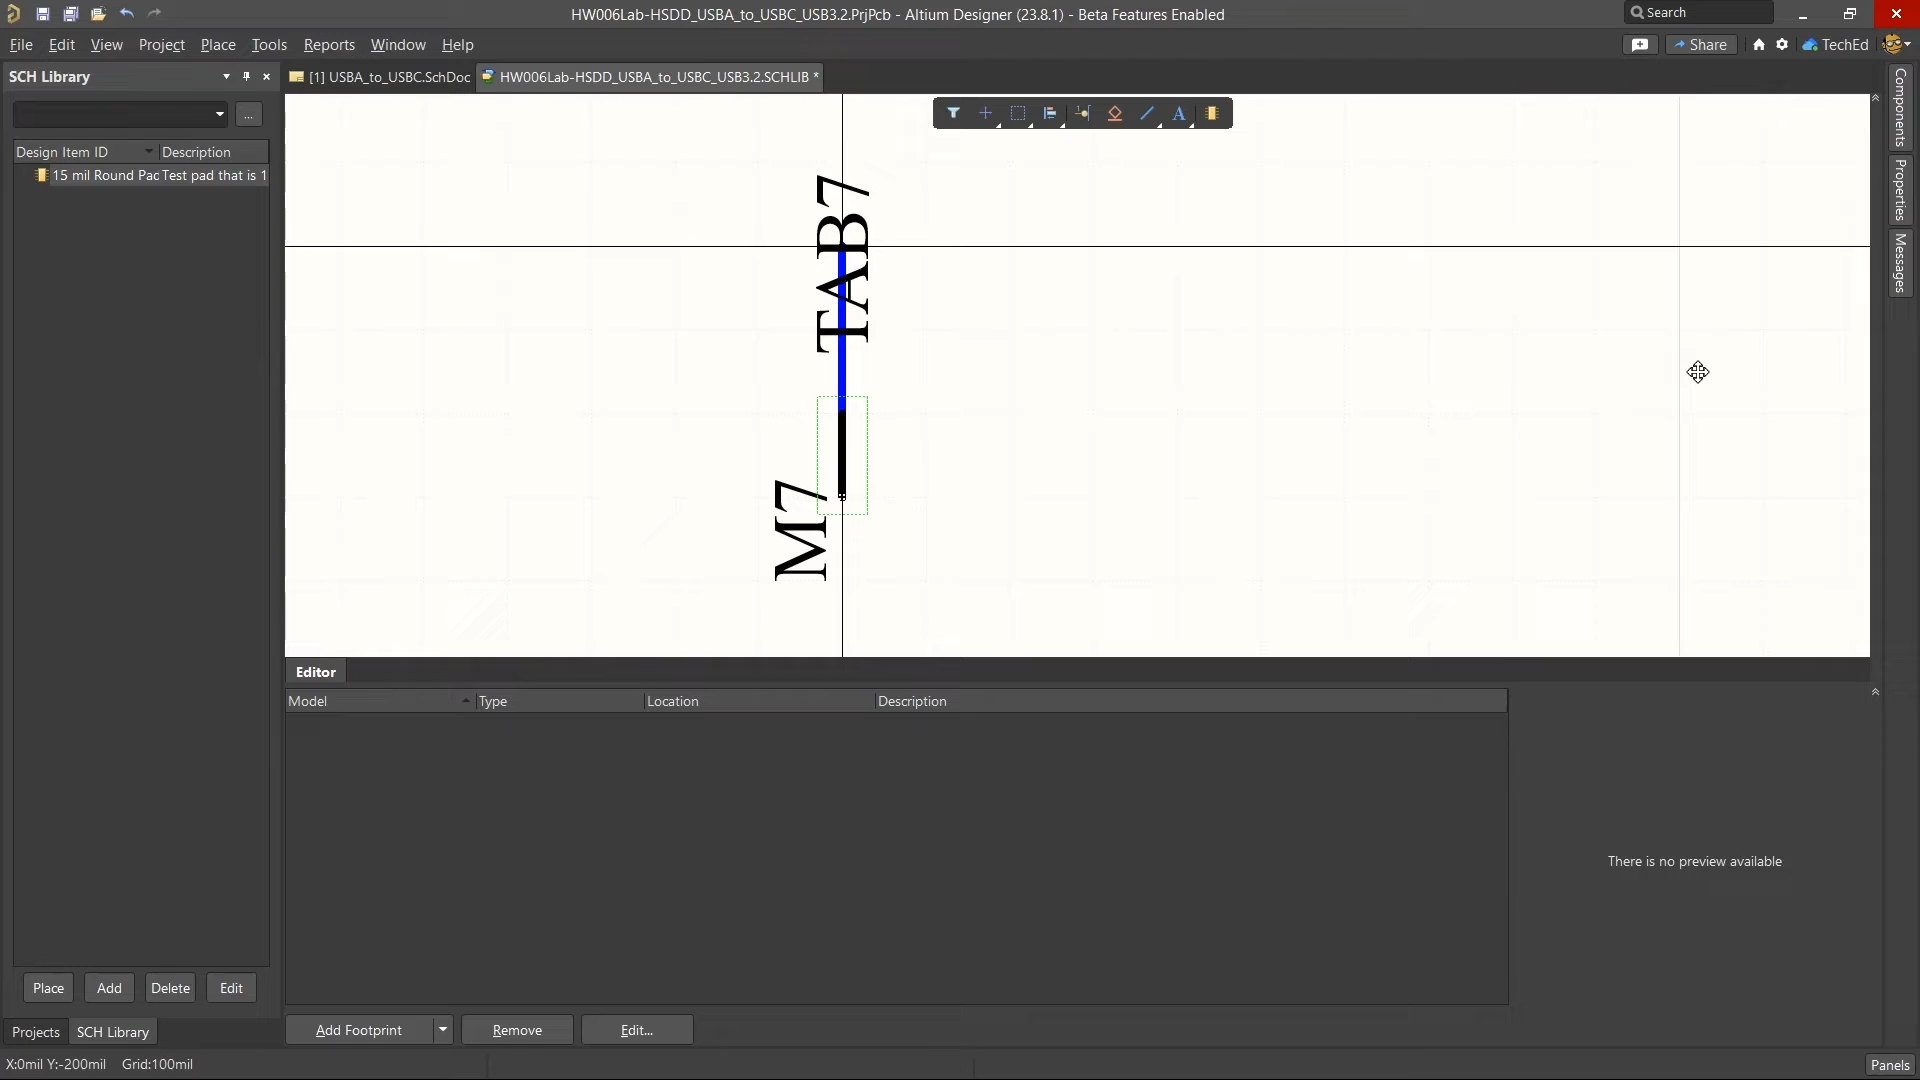 HW006Lab-HSDD_USBA_to_USBC_USB3.2.PrjPcb - Altium Designer (23.8.1) - Beta Features Enabled
Search
File Edit View Project Place Tools Reports Window Help
Share
TechEd
SCH Library
[1] USBA_to_USBC.SchDoc
HW006Lab-HSDD_USBA_to_USBC_USB3.2.SCHLIB *
...
Design Item ID Description
15 mil Round Pac Test pad that is 1
TAB7
M7
Components
Properties
Messages
Editor
Model Type Location Description
There is no preview available
Place Add Delete Edit
Add Footprint Remove Edit...
Projects SCH Library
X:0mil Y:-200mil Grid:100mil
Panels